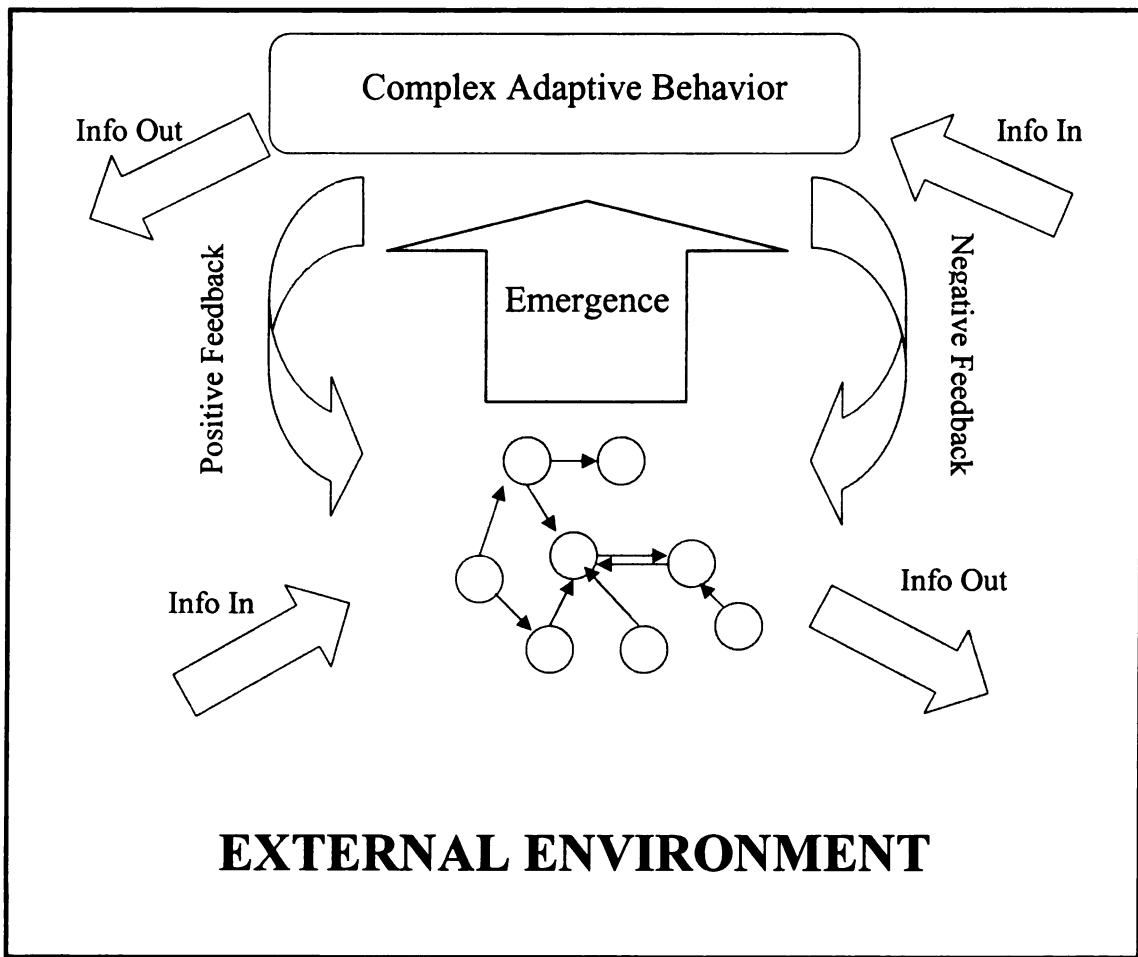 Complex Adaptive Behavior
Info Out
Info In
Positive Feedback
Emergence
Negative Feedback
Info In
Info Out
EXTERNAL ENVIRONMENT